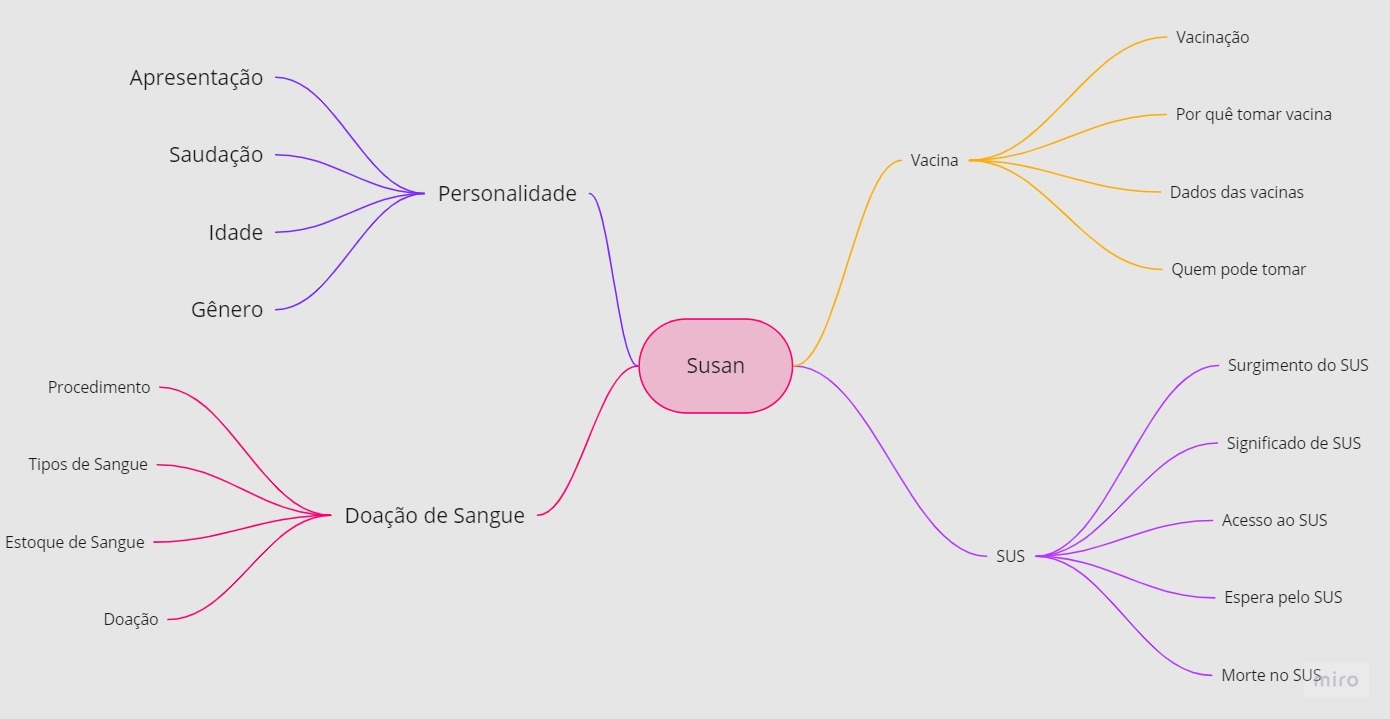 Apresentação
Saudação
Personalidade
Idade
Gênero
Procedimento
Tipos de Sangue
Doação de Sangue
Estoque de Sangue
Doação
Susan
Vacinação
Por quê tomar vacina
Vacina
Dados das vacinas
Quem pode tomar
Surgimento do SUS
Significado de SUS
Acesso ao SUS
SUS
Espera pelo SUS
Morte no SUS
miro